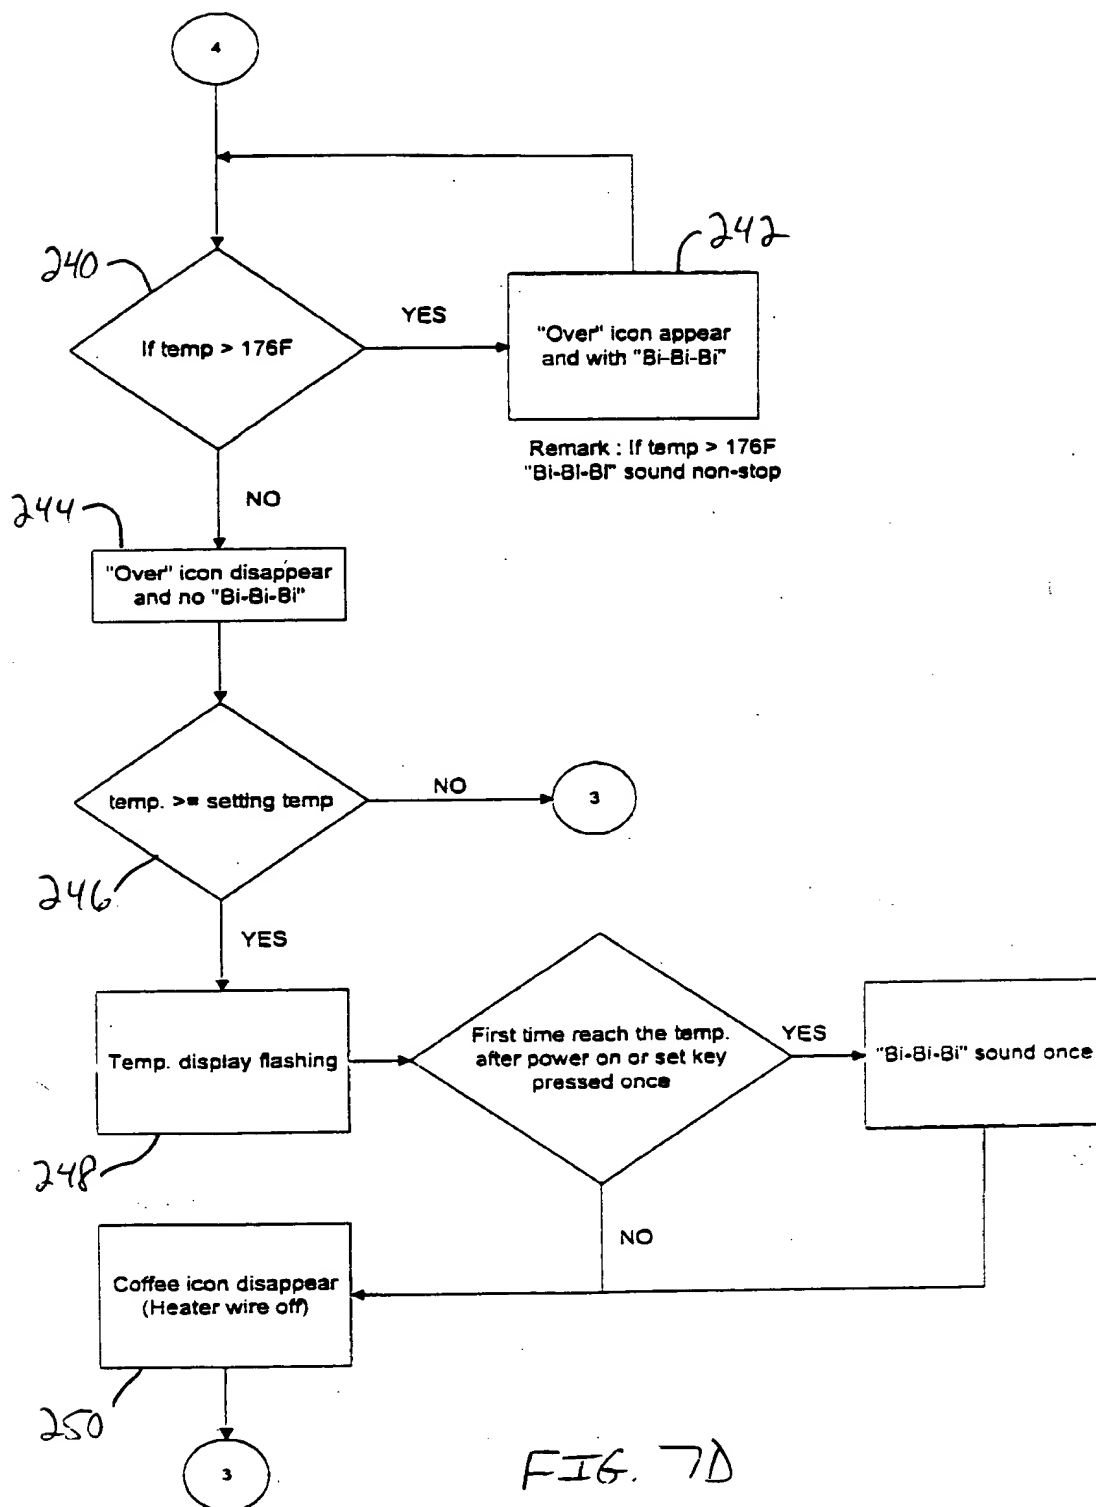 4
240
If temp > 176F
YES
242
"Over" icon appear
and with "Bi-Bi-Bi"
Remark : If temp > 176F
"Bi-Bi-Bi" sound non-stop
NO
244
"Over" icon disappear
and no "Bi-Bi-Bi"
temp. >= setting temp
NO
3
246
YES
Temp. display flashing
248
First time reach the temp.
after power on or set key
pressed once
YES
"Bi-Bi-Bi" sound once
NO
Coffee icon disappear
(Heater wire off)
250
3
FIG. 7D